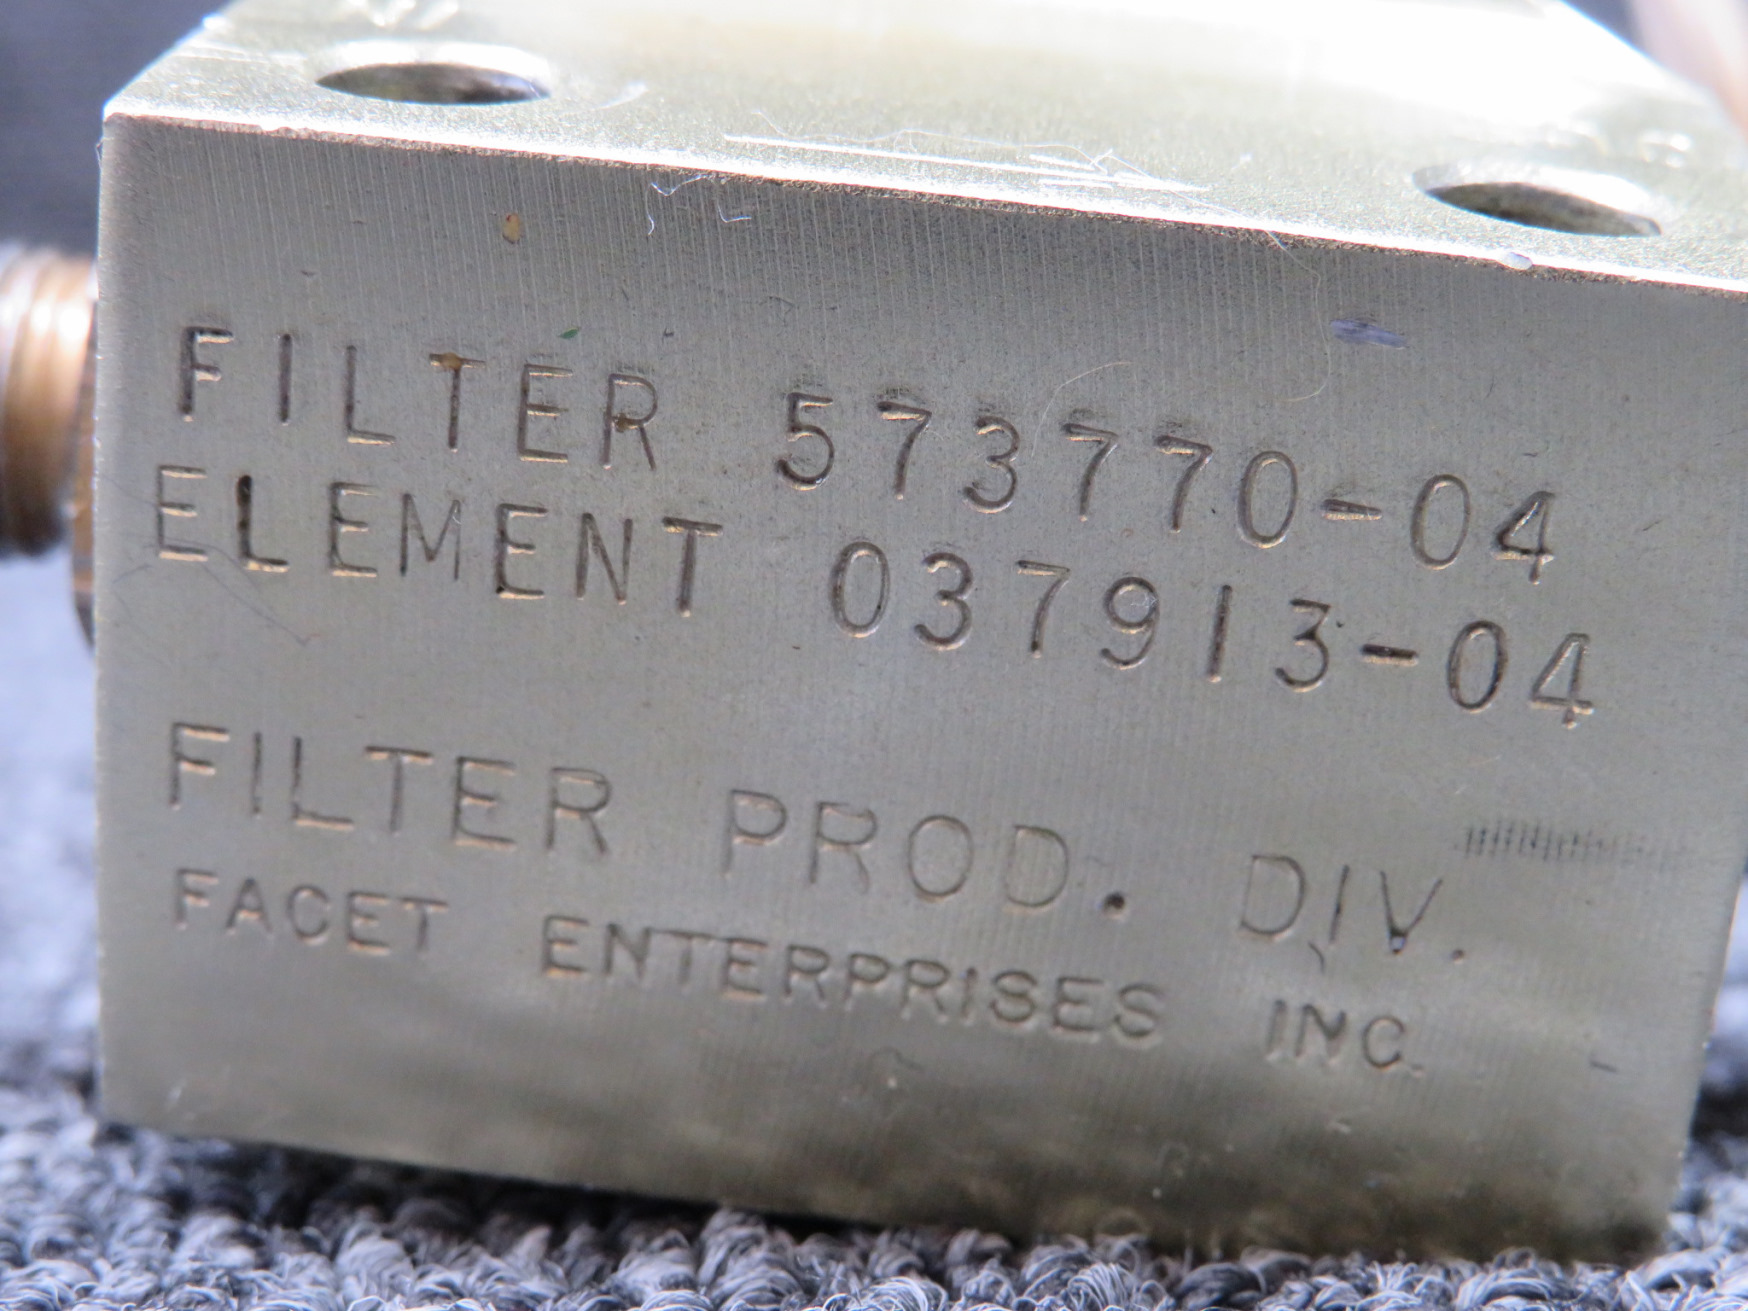 FILTER 573770-04
ELEMENT 037913-04
FILTER PROD. DIV.
FACET ENTERPRISES INC.